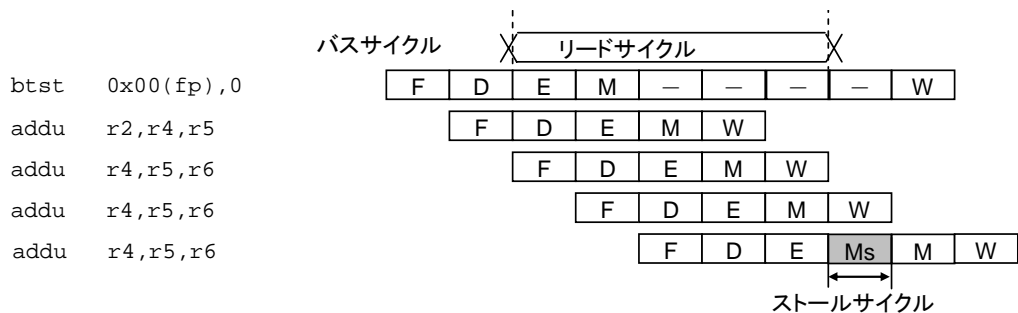 バスサイクル リードサイクル
btst 0x00(fp),0 F D E M － － － － W
addu r2,r4,r5 F D E M W
addu r4,r5,r6 F D E M W
addu r4,r5,r6 F D E M W
addu r4,r5,r6 F D E Ms M W
ストールサイクル